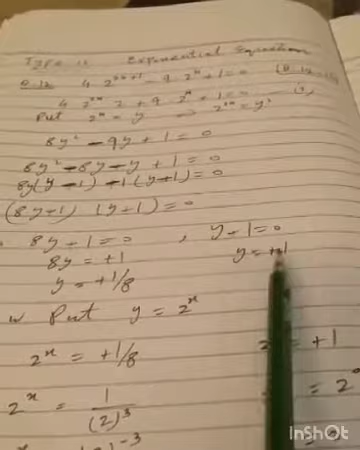 Type II Exponential Equation
Q.12 4 2^{2x+1} - 9 2^x + 1 = 0
4 2^{2x} 2 + 9 2^x + 1 = 0
Put 2^x = y ⟶ 2^{2x} = y²
8y² - 9y + 1 = 0
8y² - 8y - y + 1 = 0
8y(y - 1) - 1(y - 1) = 0
(8y-1) (y-1) = 0
8y - 1 = 0 , y - 1 = 0
8y = +1 y = +1
y = +1/8
Put y = 2^x
2^x = +1/8 = +1
2^x = 1/(2)^3 = 2^0
InShOt